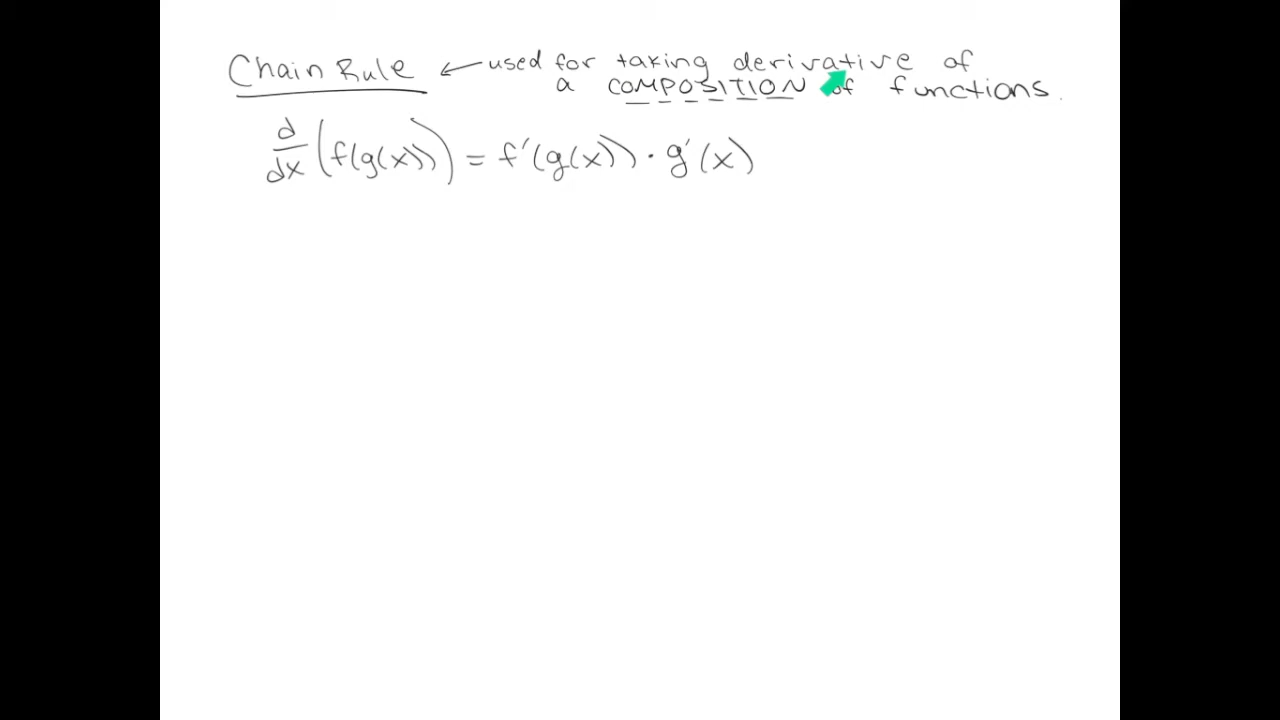 Chain Rule ← used for taking derivative of
a COMPOSITION of functions.
d/dx (f(g(x))) = f'(g(x)) · g'(x)